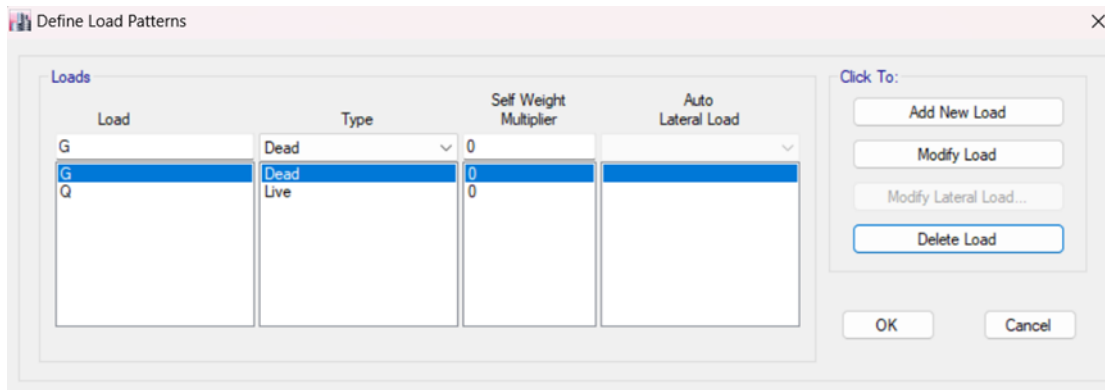 Define Load Patterns
Loads
Load Type Self Weight Multiplier Auto Lateral Load
G Dead 0
G Dead 0
Q Live 0
Click To:
Add New Load
Modify Load
Modify Lateral Load...
Delete Load
OK Cancel